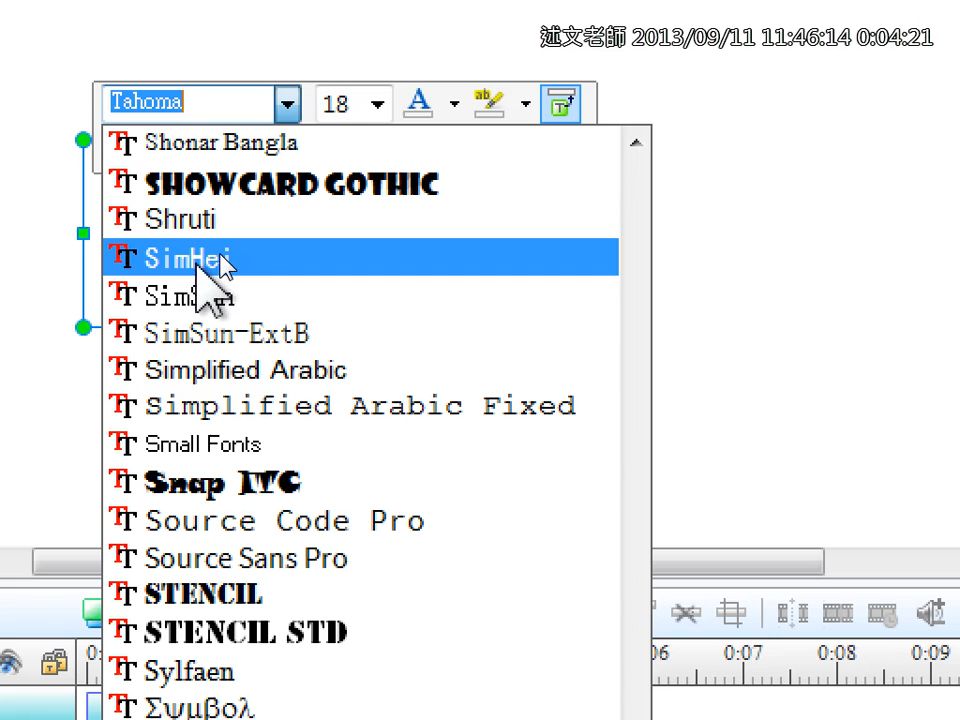 述文老師 2013/09/11 11:46:14 0:04:21
Tahoma 18
Shonar Bangla
SHOWCARD GOTHIC
Shruti
SimHei
SimSun
SimSun-ExtB
Simplified Arabic
Simplified Arabic Fixed
Small Fonts
Snap ITC
Source Code Pro
Source Sans Pro
STENCIL
STENCIL STD
Sylfaen
Σψμβολ
0:07 0:08 0:09